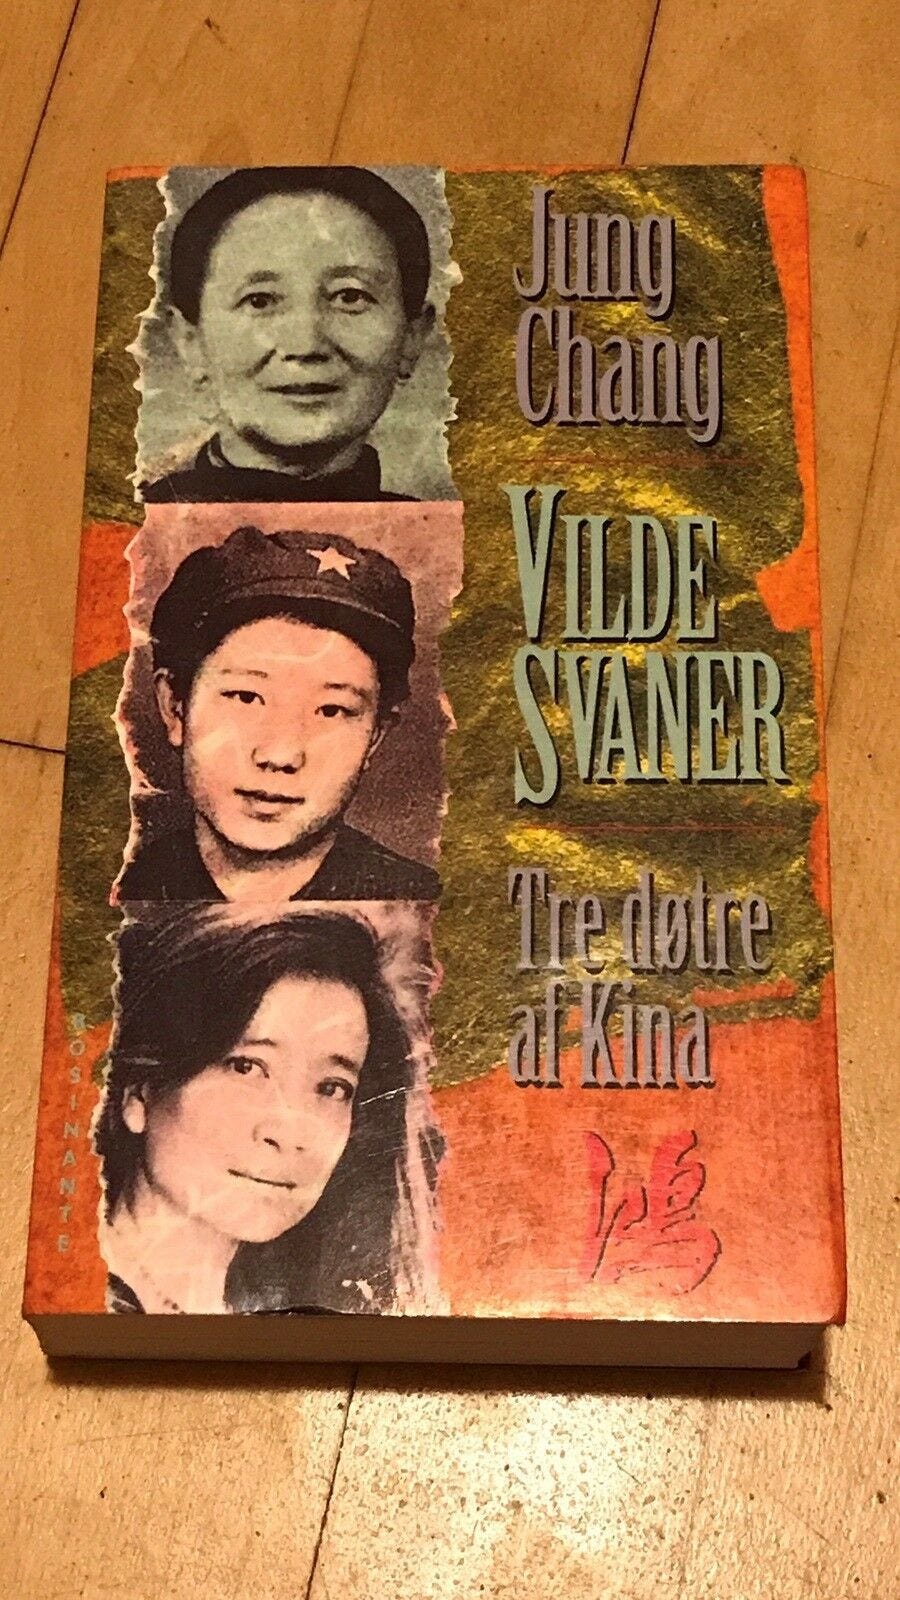 Jung
Chang
VILDE
SVANER
Tre døtre
af Kina
鴻
ROSINANTE